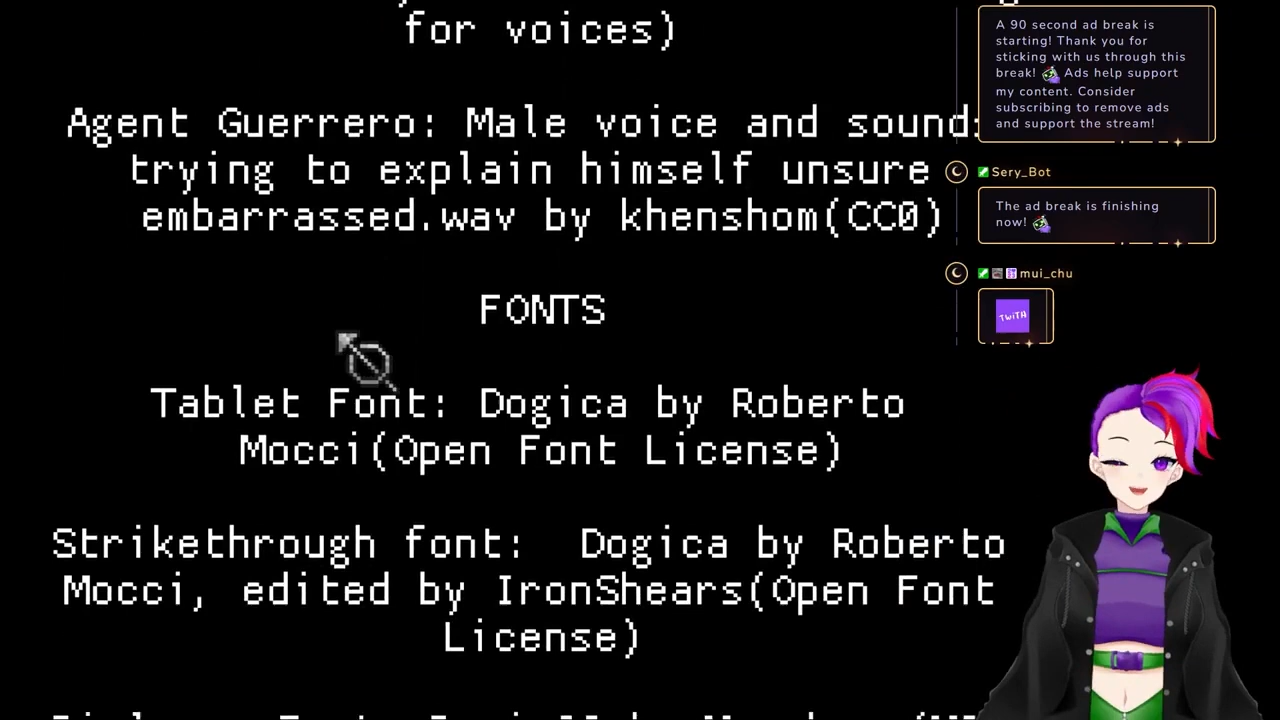 for voices)
Agent Guerrero: Male voice and sound:
trying to explain himself unsure
embarrassed.wav by khenshom(CC0)
FONTS
Tablet Font: Dogica by Roberto
Mocci(Open Font License)
Strikethrough font: Dogica by Roberto
Mocci, edited by IronShears(Open Font
License)
A 90 second ad break is
starting! Thank you for
sticking with us through this
break! Ads help support
my content. Consider
subscribing to remove ads
and support the stream!
Sery_Bot
The ad break is finishing
now!
mui_chu
TWITA